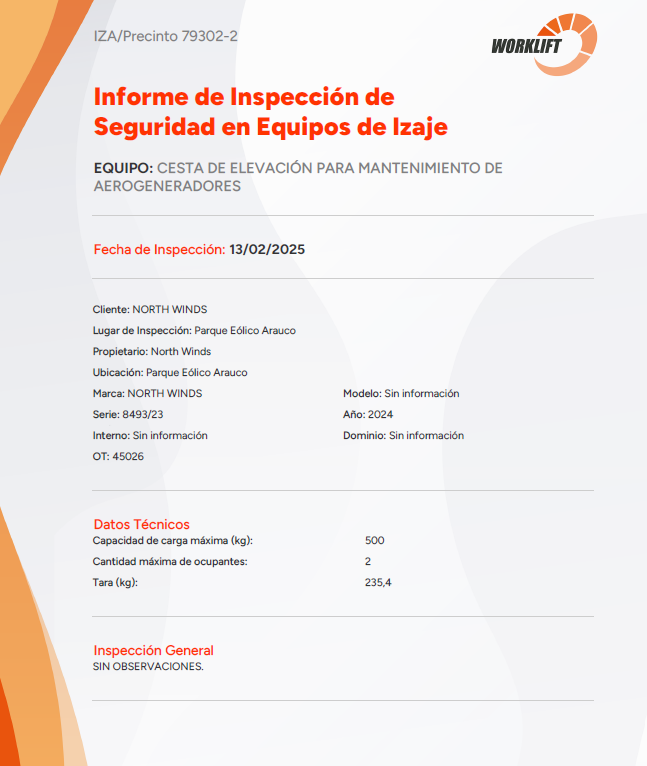 IZA/Precinto 79302-2
WORKLIFT
Informe de Inspección de
Seguridad en Equipos de Izaje
EQUIPO: CESTA DE ELEVACIÓN PARA MANTENIMIENTO DE
AEROGENERADORES
Fecha de Inspección: 13/02/2025
Cliente: NORTH WINDS
Lugar de Inspección: Parque Eólico Arauco
Propietario: North Winds
Ubicación: Parque Eólico Arauco
Marca: NORTH WINDS Modelo: Sin información
Serie: 8493/23 Año: 2024
Interno: Sin información Dominio: Sin información
OT: 45026
Datos Técnicos
Capacidad de carga máxima (kg): 500
Cantidad máxima de ocupantes: 2
Tara (kg): 235,4
Inspección General
SIN OBSERVACIONES.